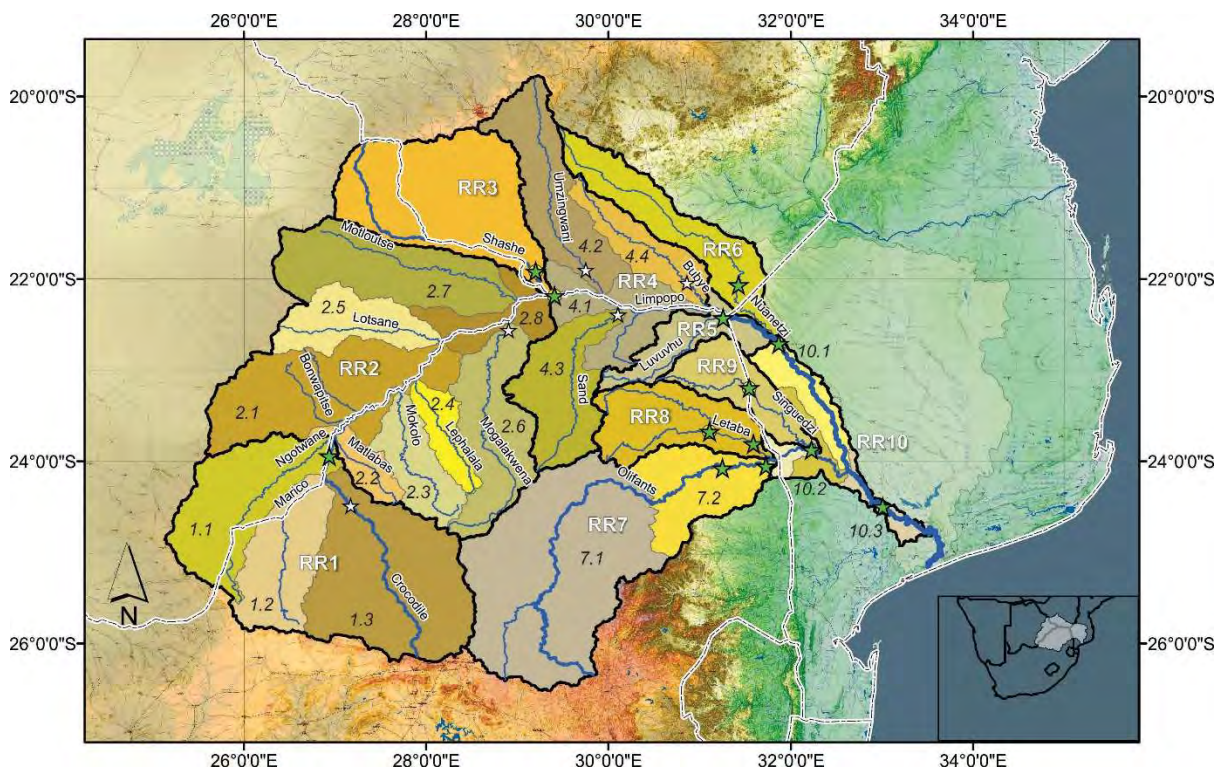 26°0'0"E 28°0'0"E 30°0'0"E 32°0'0"E 34°0'0"E
20°0'0"S 20°0'0"S
RR3
Umzingwani
Motloutse
Shashe
4.2
4.4
RR6
22°0'0"S 22°0'0"S
2.7
RR4
Bubye
2.5
Lotsane
2.8
4.1
Limpopo
Nuanetzi
RR5
10.1
Bonwapitse
RR2
4.3
Sand
Luvuvhu
RR9
2.1
2.4
Mokolo
Lephalala
2.6
Mogalakwena
RR8
Letaba
Singuedzi
RR10
24°0'0"S 24°0'0"S
Ngotwane
Matlabas
Marico
2.2
2.3
Olifants
7.2
10.2
1.1
RR7
10.3
RR1
7.1
N
1.2
1.3
Crocodile
26°0'0"S 26°0'0"S
26°0'0"E 28°0'0"E 30°0'0"E 32°0'0"E 34°0'0"E